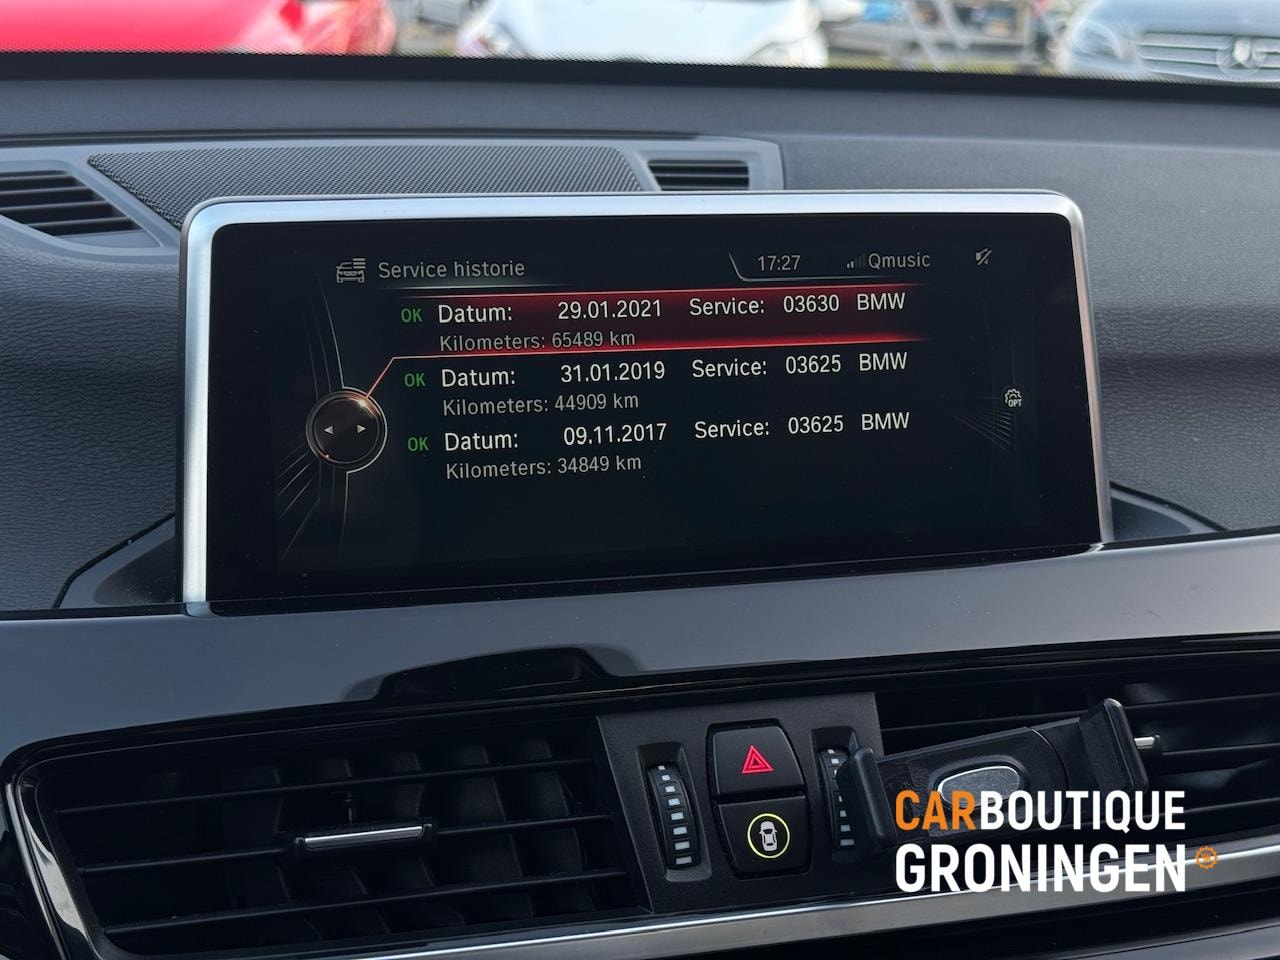 Service historie 17:27 Qmusic
OK Datum: 29.01.2021 Service: 03630 BMW
Kilometers: 65489 km
OK Datum: 31.01.2019 Service: 03625 BMW
Kilometers: 44909 km
OK Datum: 09.11.2017 Service: 03625 BMW
Kilometers: 34849 km
OPT
CARBOUTIQUE
GRONINGEN